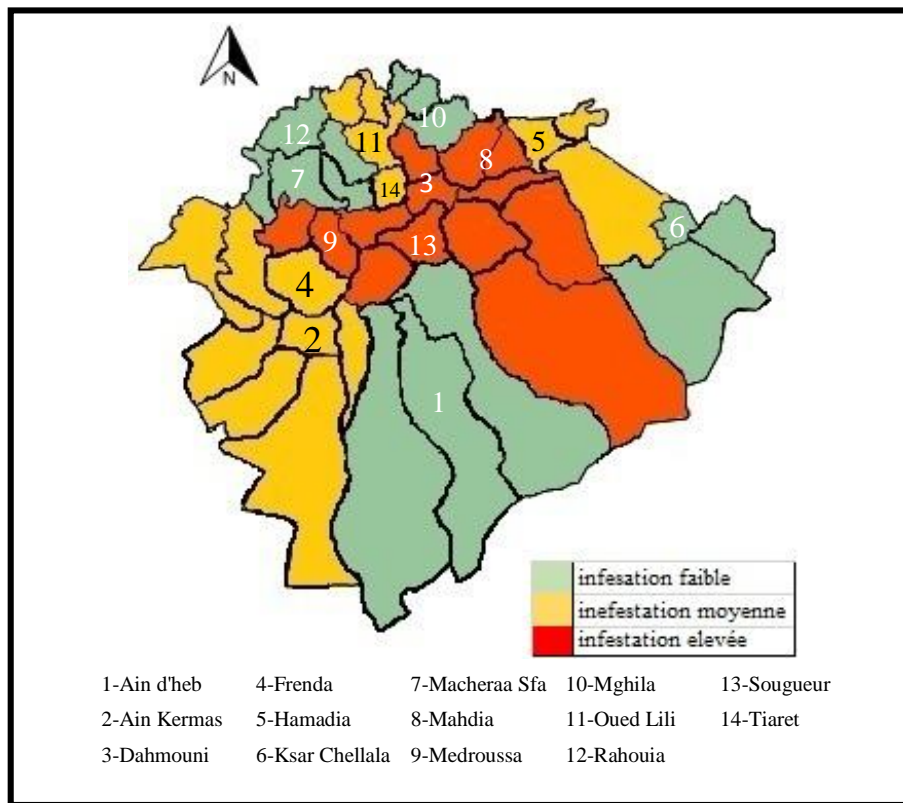 N
10
12
11
5
8
7
14
3
6
9
13
4
2
1
infesation faible
inefestation moyenne
infestation elevée
1-Ain d'heb 4-Frenda 7-Macheraa Sfa 10-Mghila 13-Sougueur
2-Ain Kermas 5-Hamadia 8-Mahdia 11-Oued Lili 14-Tiaret
3-Dahmouni 6-Ksar Chellala 9-Medroussa 12-Rahouia